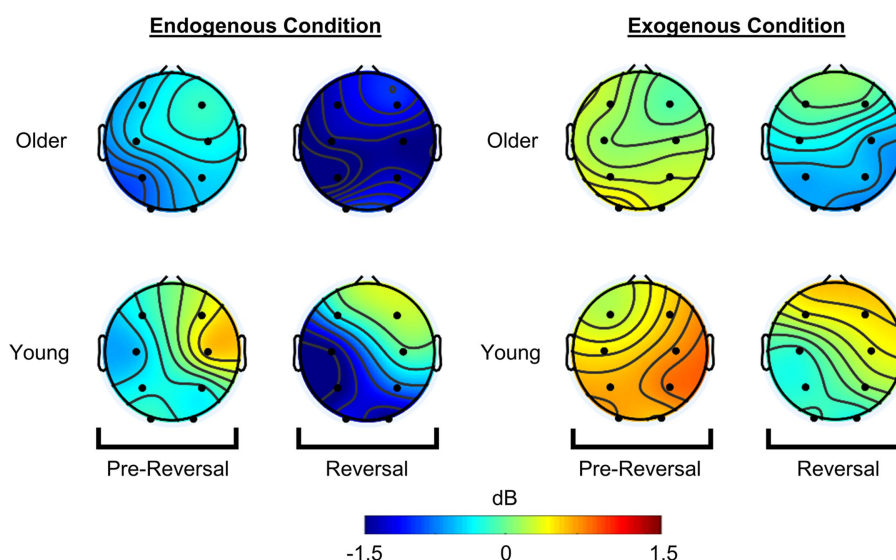 Endogenous Condition Exogenous Condition
Older Older
Young Young
Pre-Reversal Reversal Pre-Reversal Reversal
dB
-1.5 0 1.5